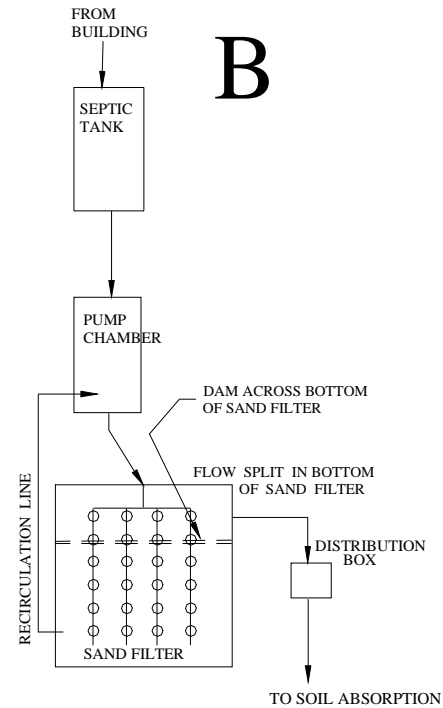 FROM
BUILDING
B
SEPTIC
TANK
PUMP
CHAMBER
DAM ACROSS BOTTOM
OF SAND FILTER
FLOW SPLIT IN BOTTOM
OF SAND FILTER
RECIRCULATION LINE
DISTRIBUTION
BOX
SAND FILTER
TO SOIL ABSORPTION